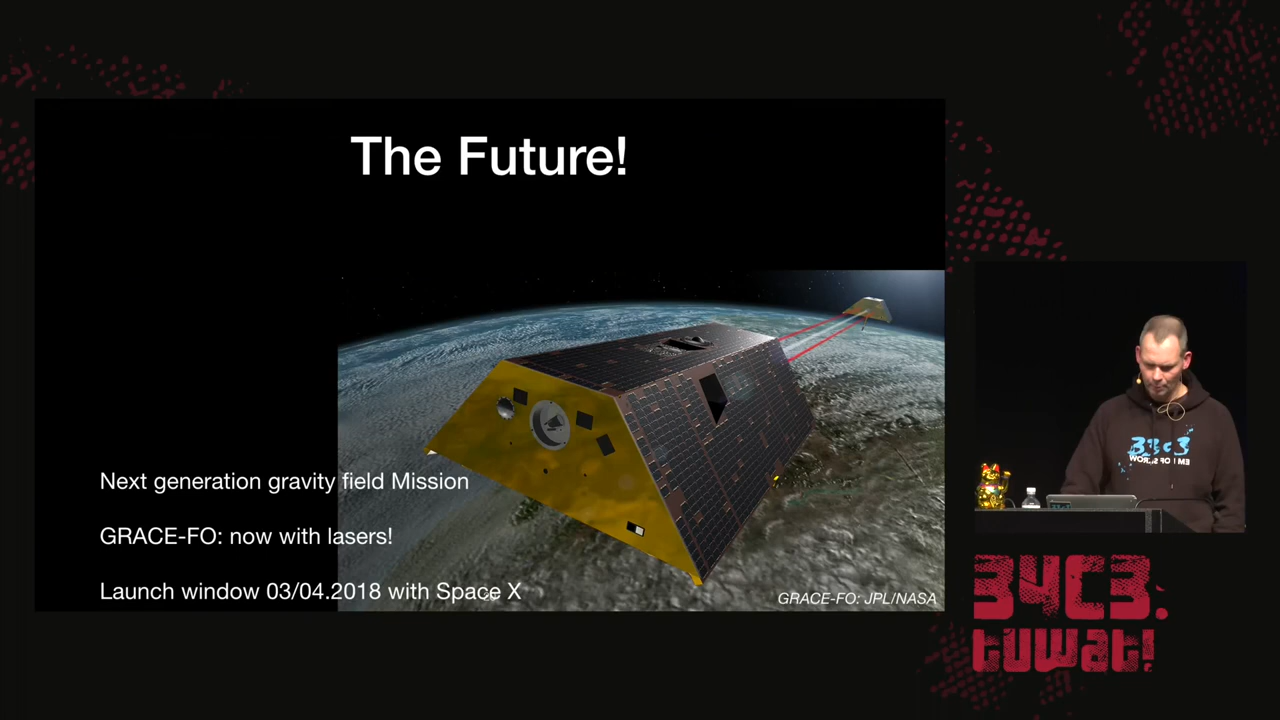 The Future!
Next generation gravity field Mission
GRACE-FO: now with lasers!
Launch window 03/04.2018 with Space X
GRACE-FO: JPL/NASA
34C3.
tuwat!